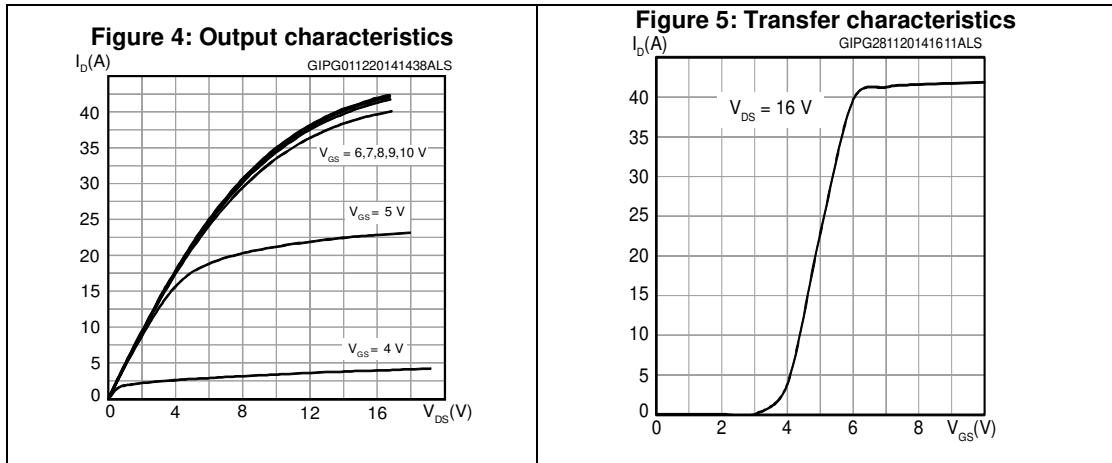 Figure 4: Output characteristics
I_D(A)
GIPG011220141438ALS
40
35
30
25
20
15
10
5
0
V_GS = 6,7,8,9,10 V
V_GS = 5 V
V_GS = 4 V
0 4 8 12 16 V_DS(V)
Figure 5: Transfer characteristics
I_D(A)
GIPG281120141611ALS
40
35
30
25
20
15
10
5
0
V_DS = 16 V
0 2 4 6 8 V_GS(V)